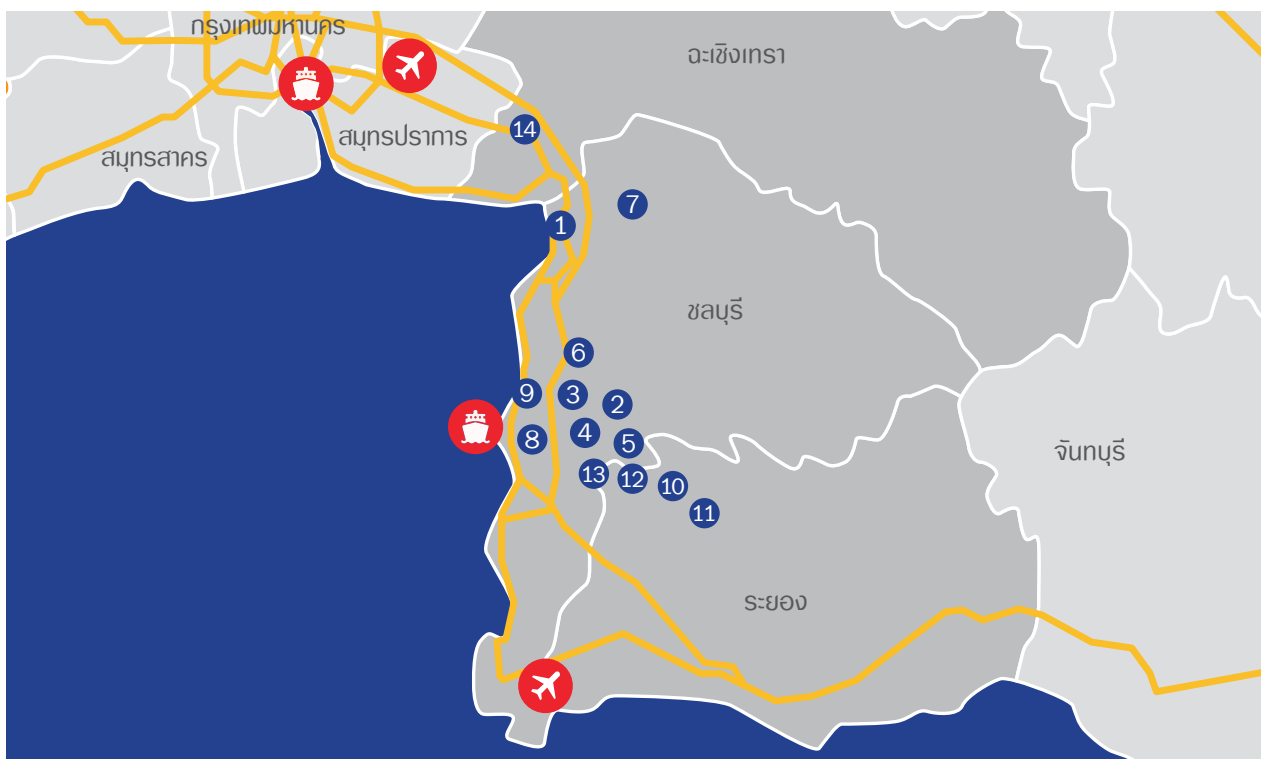 กรุงเทพมหานคร
ฉะเชิงเทรา
สมุทรปราการ
14
สมุทรสาคร
7
1
ชลบุรี
6
9
3
2
8
4
5
จันทบุรี
13
12
10
11
ระยอง